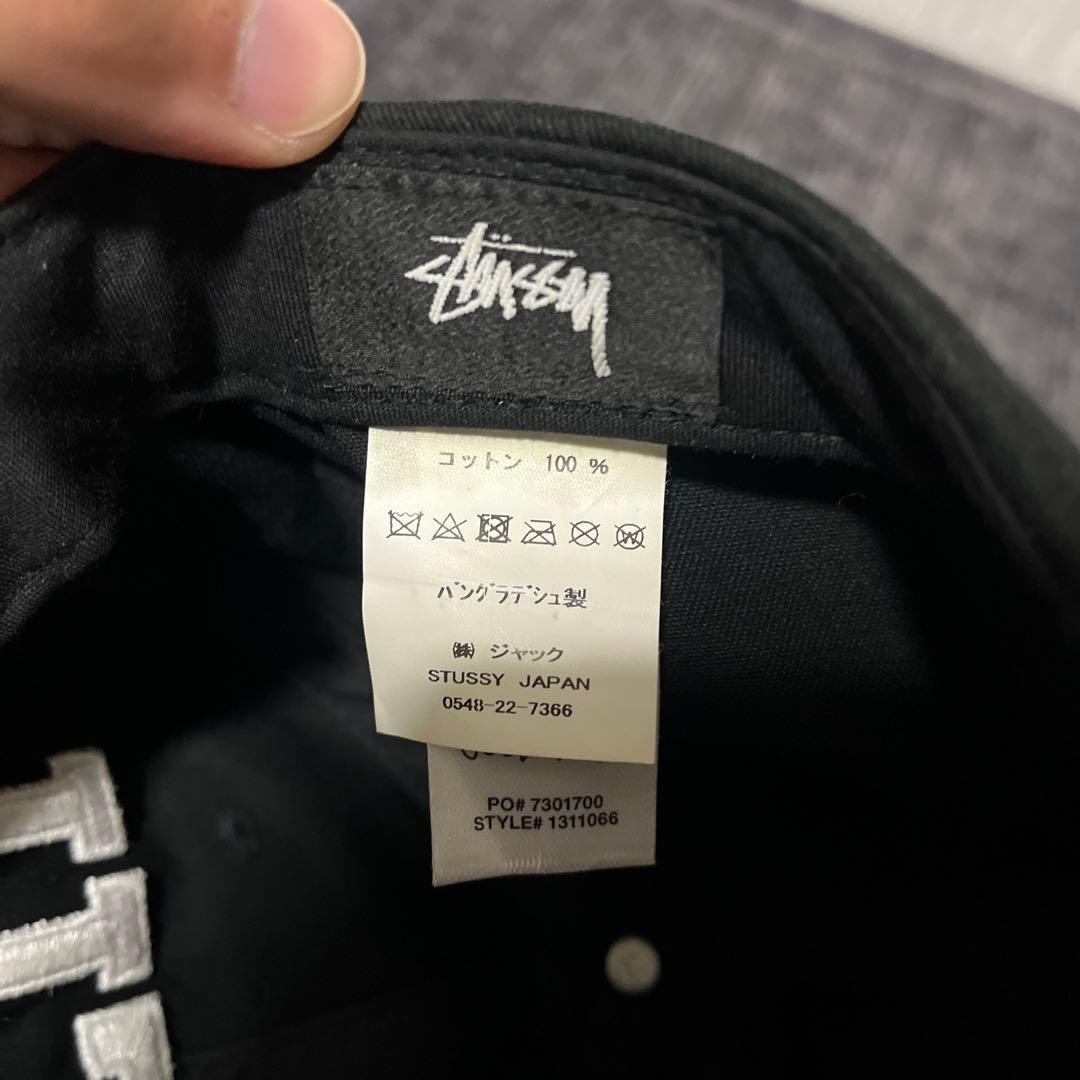 STÜSSY
コットン 100 %
バングラデシュ製
㈱ ジャック
STUSSY JAPAN
0548-22-7366
PO# 7301700
STYLE# 1311066